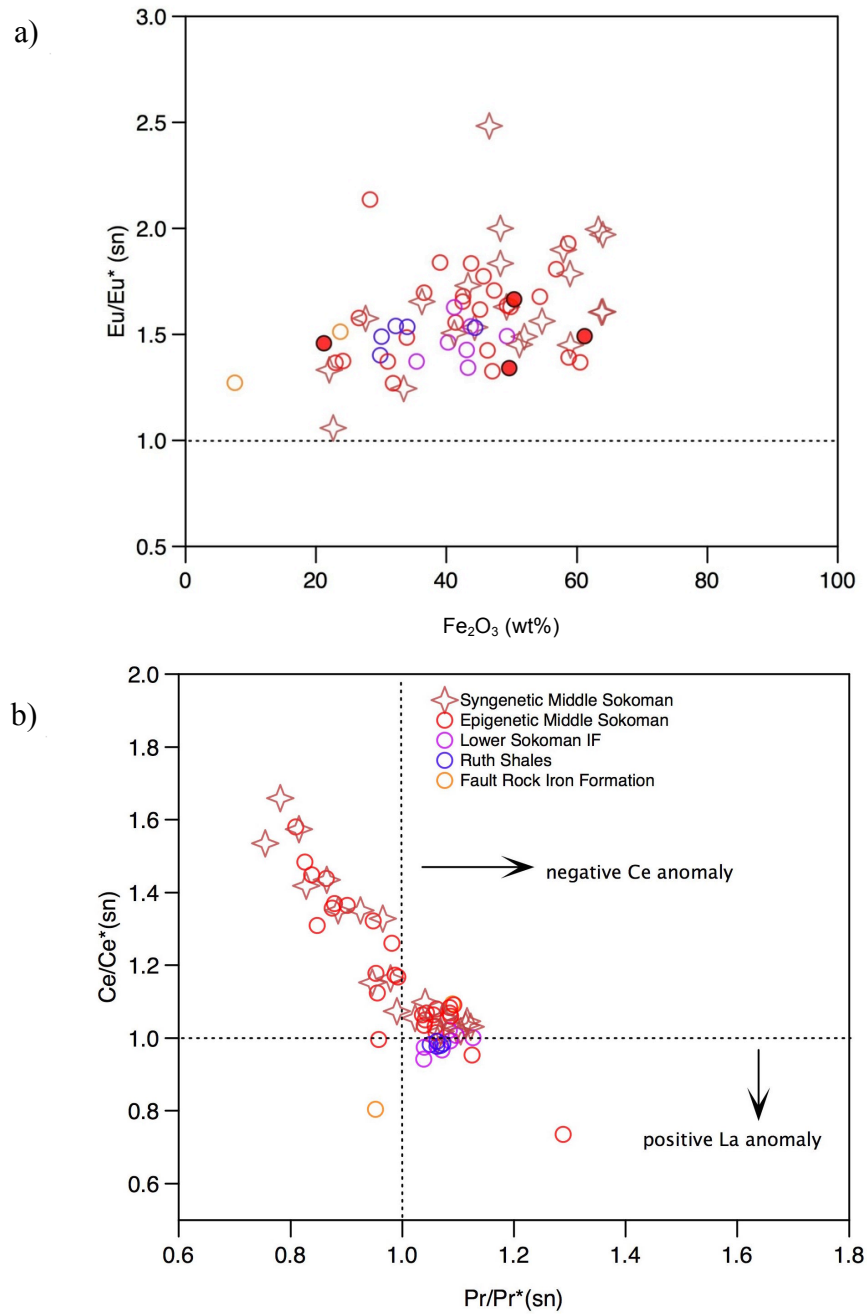 a)
3.0
2.5
2.0
1.5
1.0
0.5
Eu/Eu* (sn)
0 20 40 60 80 100
Fe₂O₃ (wt%)
b)
2.0
1.8
1.6
1.4
1.2
1.0
0.8
0.6
Ce/Ce*(sn)
Syngenetic Middle Sokoman
Epigenetic Middle Sokoman
Lower Sokoman IF
Ruth Shales
Fault Rock Iron Formation
negative Ce anomaly
positive La anomaly
0.6 0.8 1.0 1.2 1.4 1.6 1.8
Pr/Pr*(sn)